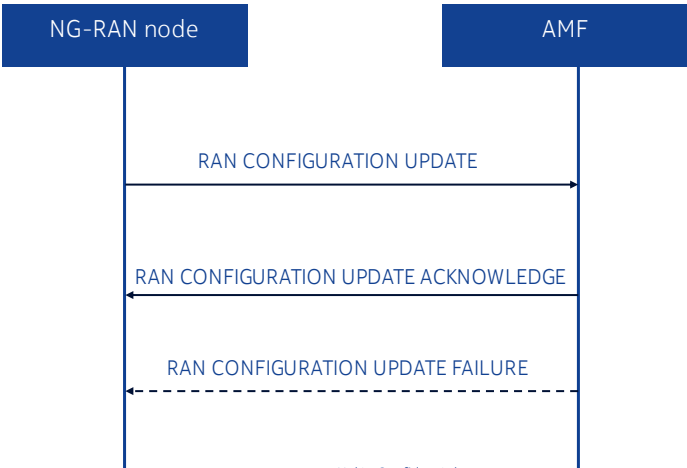 NG-RAN node
AMF
RAN CONFIGURATION UPDATE
RAN CONFIGURATION UPDATE ACKNOWLEDGE
RAN CONFIGURATION UPDATE FAILURE